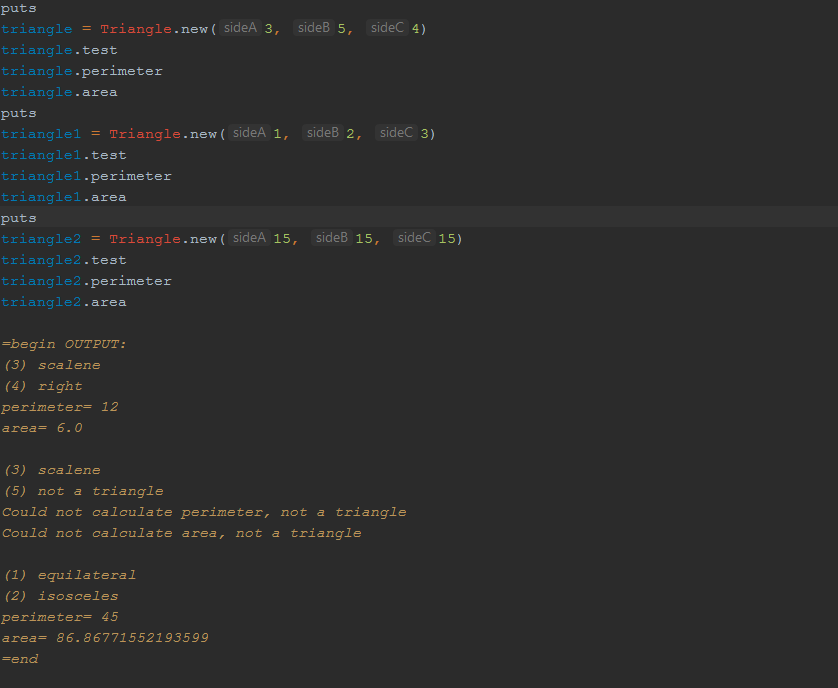 puts
triangle = Triangle.new( sideA 3, sideB 5, sideC 4)
triangle.test
triangle.perimeter
triangle.area
puts
triangle1 = Triangle.new( sideA 1, sideB 2, sideC 3)
triangle1.test
triangle1.perimeter
triangle1.area
puts
triangle2 = Triangle.new( sideA 15, sideB 15, sideC 15)
triangle2.test
triangle2.perimeter
triangle2.area
=begin OUTPUT:
(3) scalene
(4) right
perimeter= 12
area= 6.0
(3) scalene
(5) not a triangle
Could not calculate perimeter, not a triangle
Could not calculate area, not a triangle
(1) equilateral
(2) isosceles
perimeter= 45
area= 86.86771552193599
=end